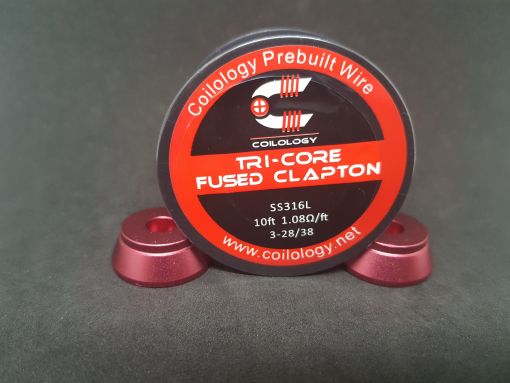 Coilology Prebuilt Wire
COILOLOGY
TRI-CORE
FUSED CLAPTON
SS316L
10ft 1.08Ω/ft
3-28/38
www.coilology.net